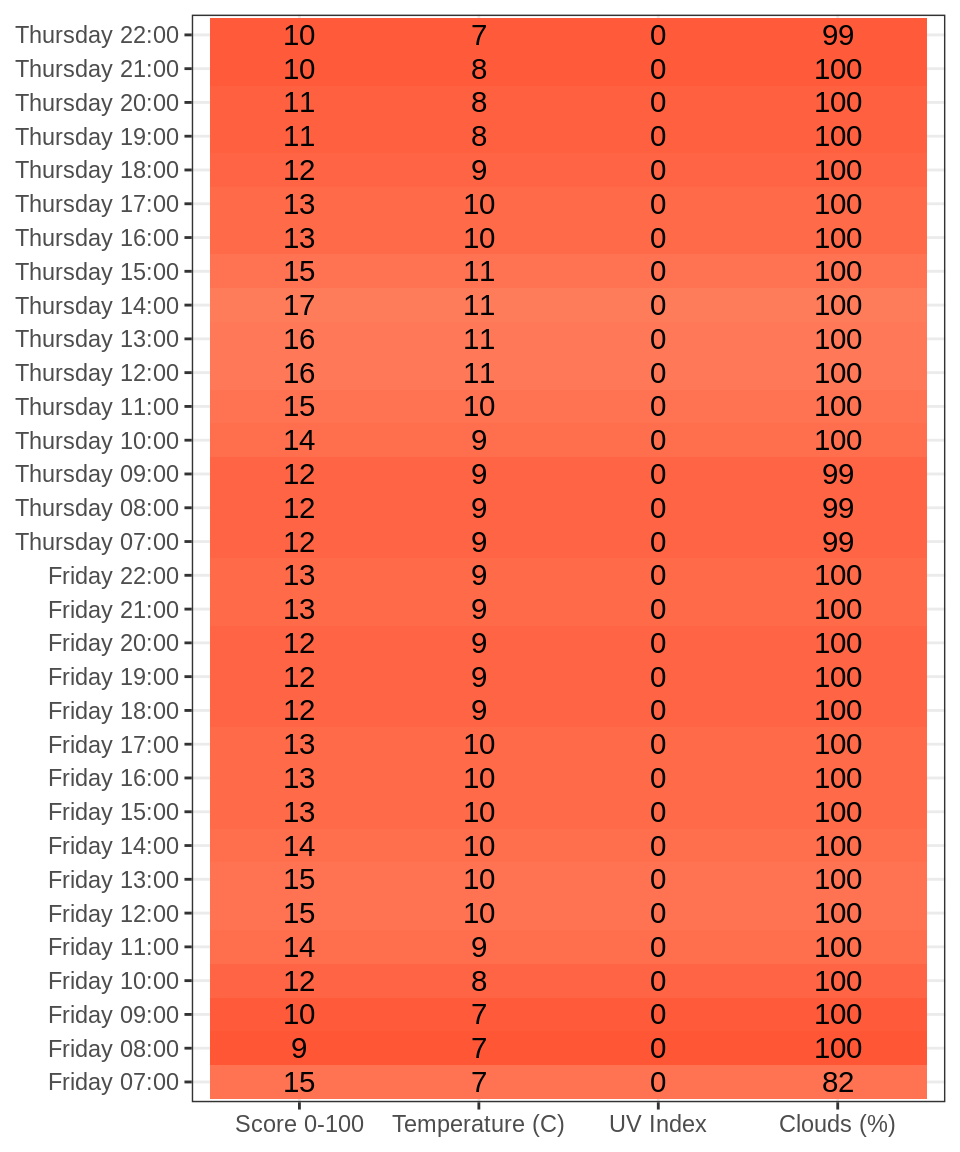 Thursday 22:00 10 7 0 99
Thursday 21:00 10 8 0 100
Thursday 20:00 11 8 0 100
Thursday 19:00 11 8 0 100
Thursday 18:00 12 9 0 100
Thursday 17:00 13 10 0 100
Thursday 16:00 13 10 0 100
Thursday 15:00 15 11 0 100
Thursday 14:00 17 11 0 100
Thursday 13:00 16 11 0 100
Thursday 12:00 16 11 0 100
Thursday 11:00 15 10 0 100
Thursday 10:00 14 9 0 100
Thursday 09:00 12 9 0 99
Thursday 08:00 12 9 0 99
Thursday 07:00 12 9 0 99
Friday 22:00 13 9 0 100
Friday 21:00 13 9 0 100
Friday 20:00 12 9 0 100
Friday 19:00 12 9 0 100
Friday 18:00 12 9 0 100
Friday 17:00 13 10 0 100
Friday 16:00 13 10 0 100
Friday 15:00 13 10 0 100
Friday 14:00 14 10 0 100
Friday 13:00 15 10 0 100
Friday 12:00 15 10 0 100
Friday 11:00 14 9 0 100
Friday 10:00 12 8 0 100
Friday 09:00 10 7 0 100
Friday 08:00 9 7 0 100
Friday 07:00 15 7 0 82
Score 0-100 Temperature (C) UV Index Clouds (%)